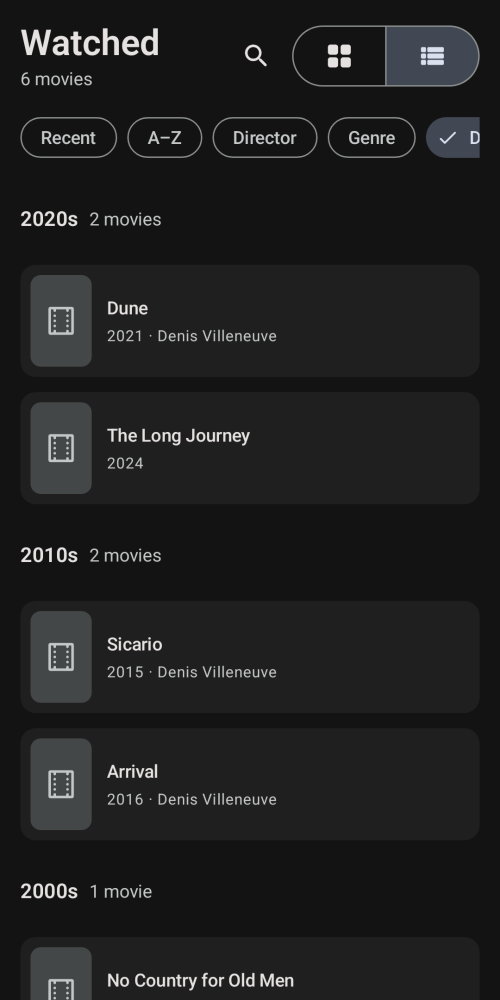 Watched
6 movies
Recent
A–Z
Director
Genre
D
2020s 2 movies
Dune
2021 · Denis Villeneuve
The Long Journey
2024
2010s 2 movies
Sicario
2015 · Denis Villeneuve
Arrival
2016 · Denis Villeneuve
2000s 1 movie
No Country for Old Men